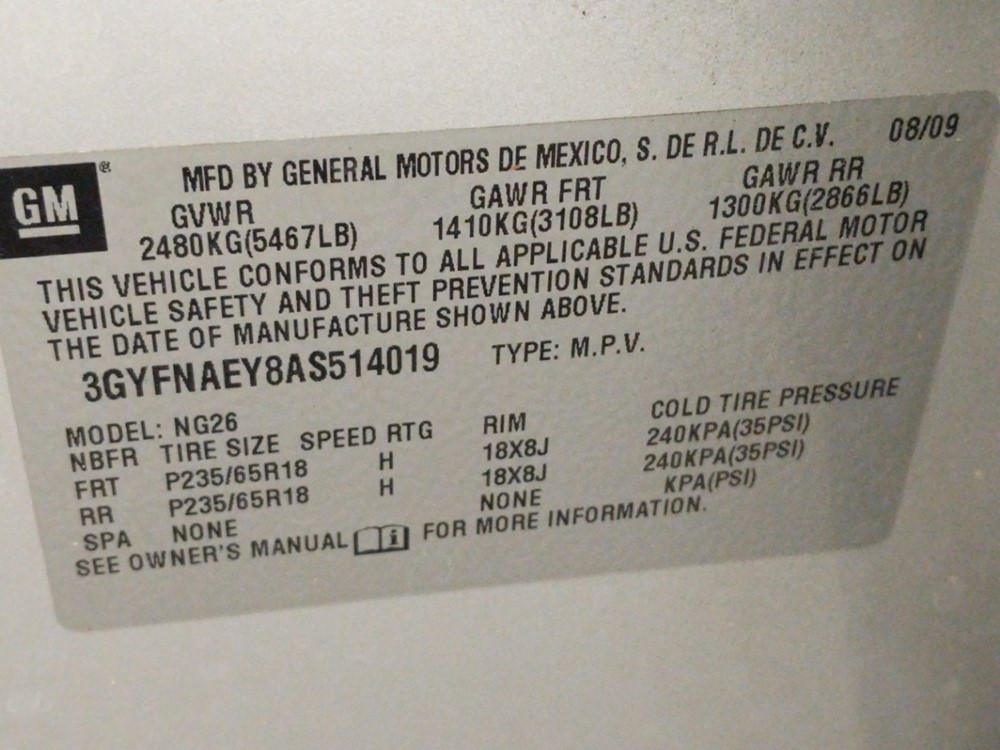 GM ® MFD BY GENERAL MOTORS DE MEXICO, S. DE R.L. DE C.V. 08/09
GVWR GAWR FRT GAWR RR
2480KG(5467LB) 1410KG(3108LB) 1300KG(2866LB)
THIS VEHICLE CONFORMS TO ALL APPLICABLE U.S. FEDERAL MOTOR
VEHICLE SAFETY AND THEFT PREVENTION STANDARDS IN EFFECT ON
THE DATE OF MANUFACTURE SHOWN ABOVE.
3GYFNAEY8AS514019 TYPE: M.P.V.
MODEL: NG26
NBFR TIRE SIZE SPEED RTG RIM COLD TIRE PRESSURE
FRT P235/65R18 H 18X8J 240KPA(35PSI)
RR P235/65R18 H 18X8J 240KPA(35PSI)
SPA NONE NONE KPA(PSI)
SEE OWNER'S MANUAL i FOR MORE INFORMATION.